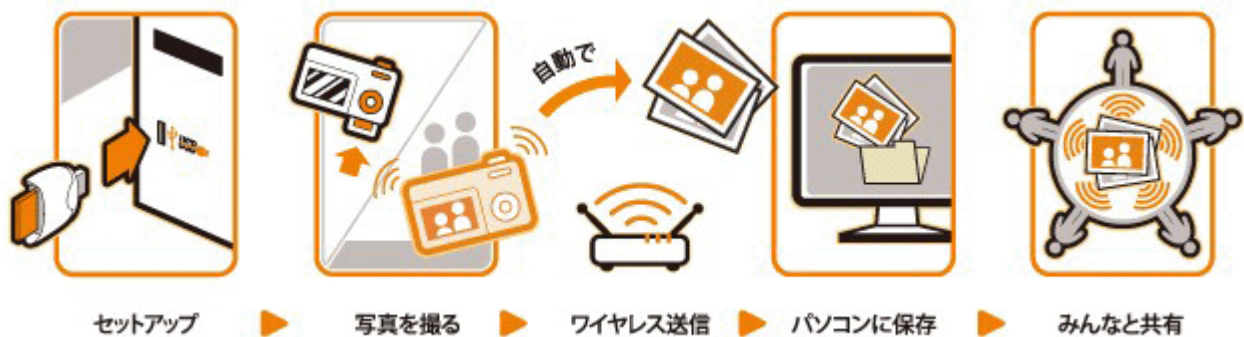 自動で
セットアップ
写真を撮る
ワイヤレス送信
パソコンに保存
みんなと共有